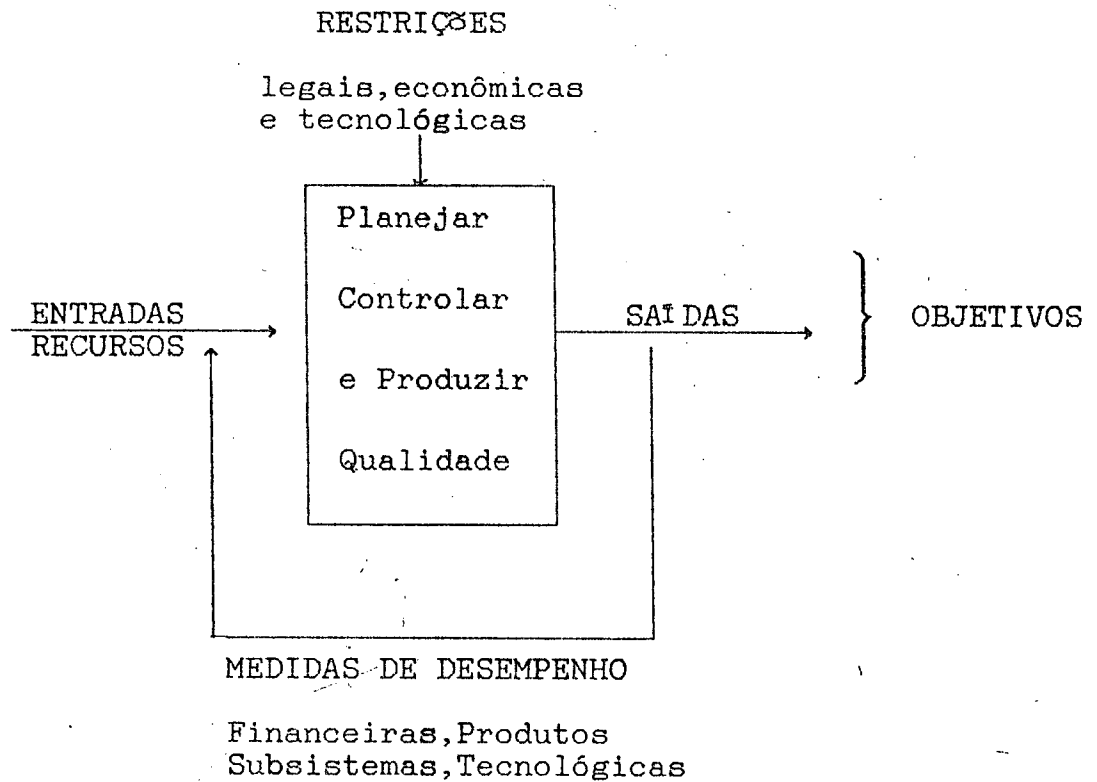 RESTRIÇÕES
legais,econômicas
e tecnológicas
Planejar
Controlar
e Produzir
Qualidade
ENTRADAS
RECURSOS
SAÍDAS
OBJETIVOS
MEDIDAS DE DESEMPENHO
Financeiras,Produtos
Subsistemas,Tecnológicas